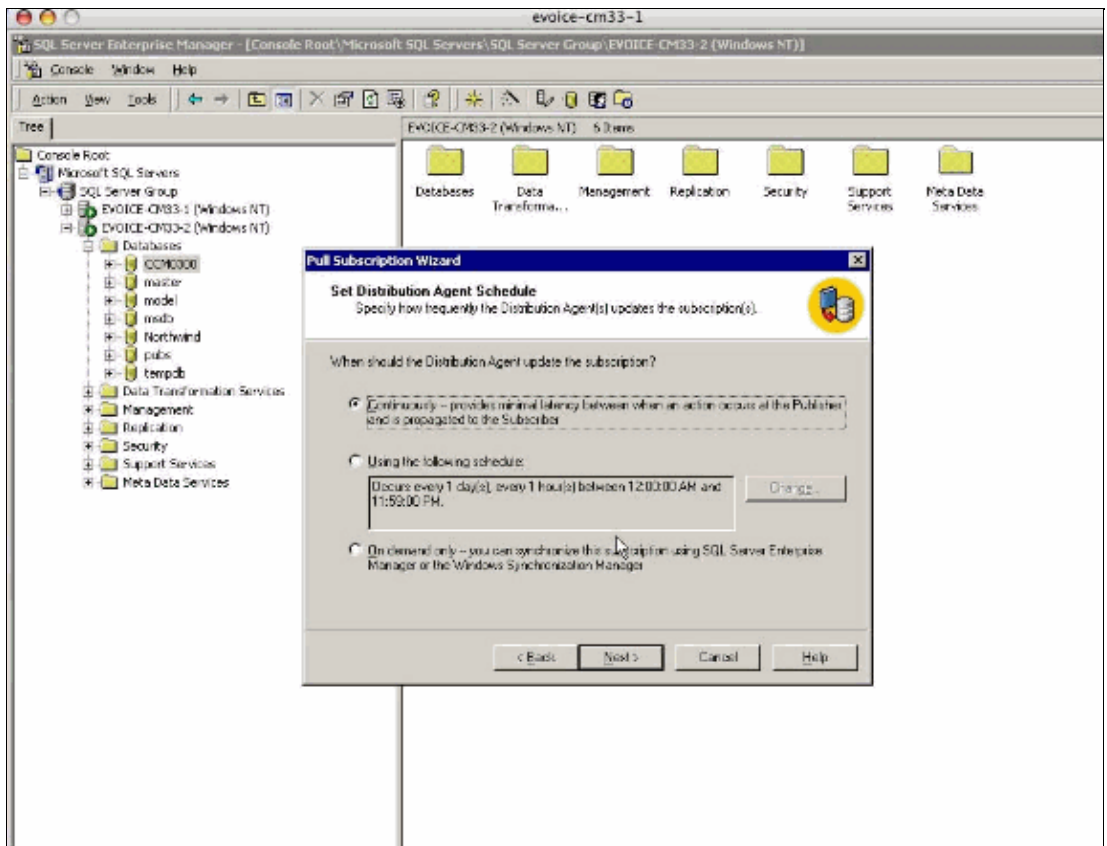 evoice-cm33-1
SQL Server Enterprise Manager - [Console Root\Microsoft SQL Servers\SQL Server Group\EVOICE-CM33-2 (Windows NT)]
Console Window Help
Action View Tools
Tree
EVOICE-CM33-2 (Windows NT) 6 Items
Console Root
Microsoft SQL Servers
SQL Server Group
EVOICE-CM33-1 (Windows NT)
EVOICE-CM33-2 (Windows NT)
Databases
CCM0300
master
model
msdb
Northwind
pubs
tempdb
Data Transformation Services
Management
Replication
Security
Support Services
Meta Data Services
Databases
Data
Transforma...
Management
Replication
Security
Support
Services
Meta Data
Services
Pull Subscription Wizard
Set Distribution Agent Schedule
Specify how frequently the Distribution Agent(s) updates the subscription(s).
When should the Distribution Agent update the subscription?
Continuously – provides minimal latency between when an action occurs at the Publisher
and is propagated to the Subscriber
Using the following schedule:
Occurs every 1 day(s), every 1 hour(s) between 12:00:00 AM and
11:59:00 PM.
Change...
On demand only – you can synchronize this subscription using SQL Server Enterprise
Manager or the Windows Synchronization Manager
< Back
Next >
Cancel
Help